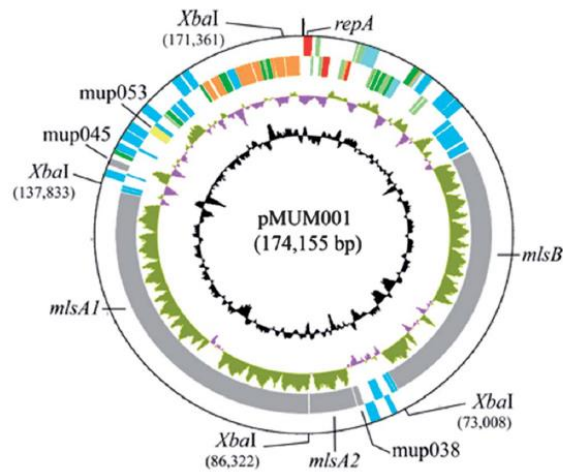 XbaI
(171,361)
repA
mup053
mup045
XbaI
(137,833)
pMUM001
(174,155 bp)
mlsB
mlsA1
XbaI
(73,008)
XbaI
(86,322)
mlsA2
mup038